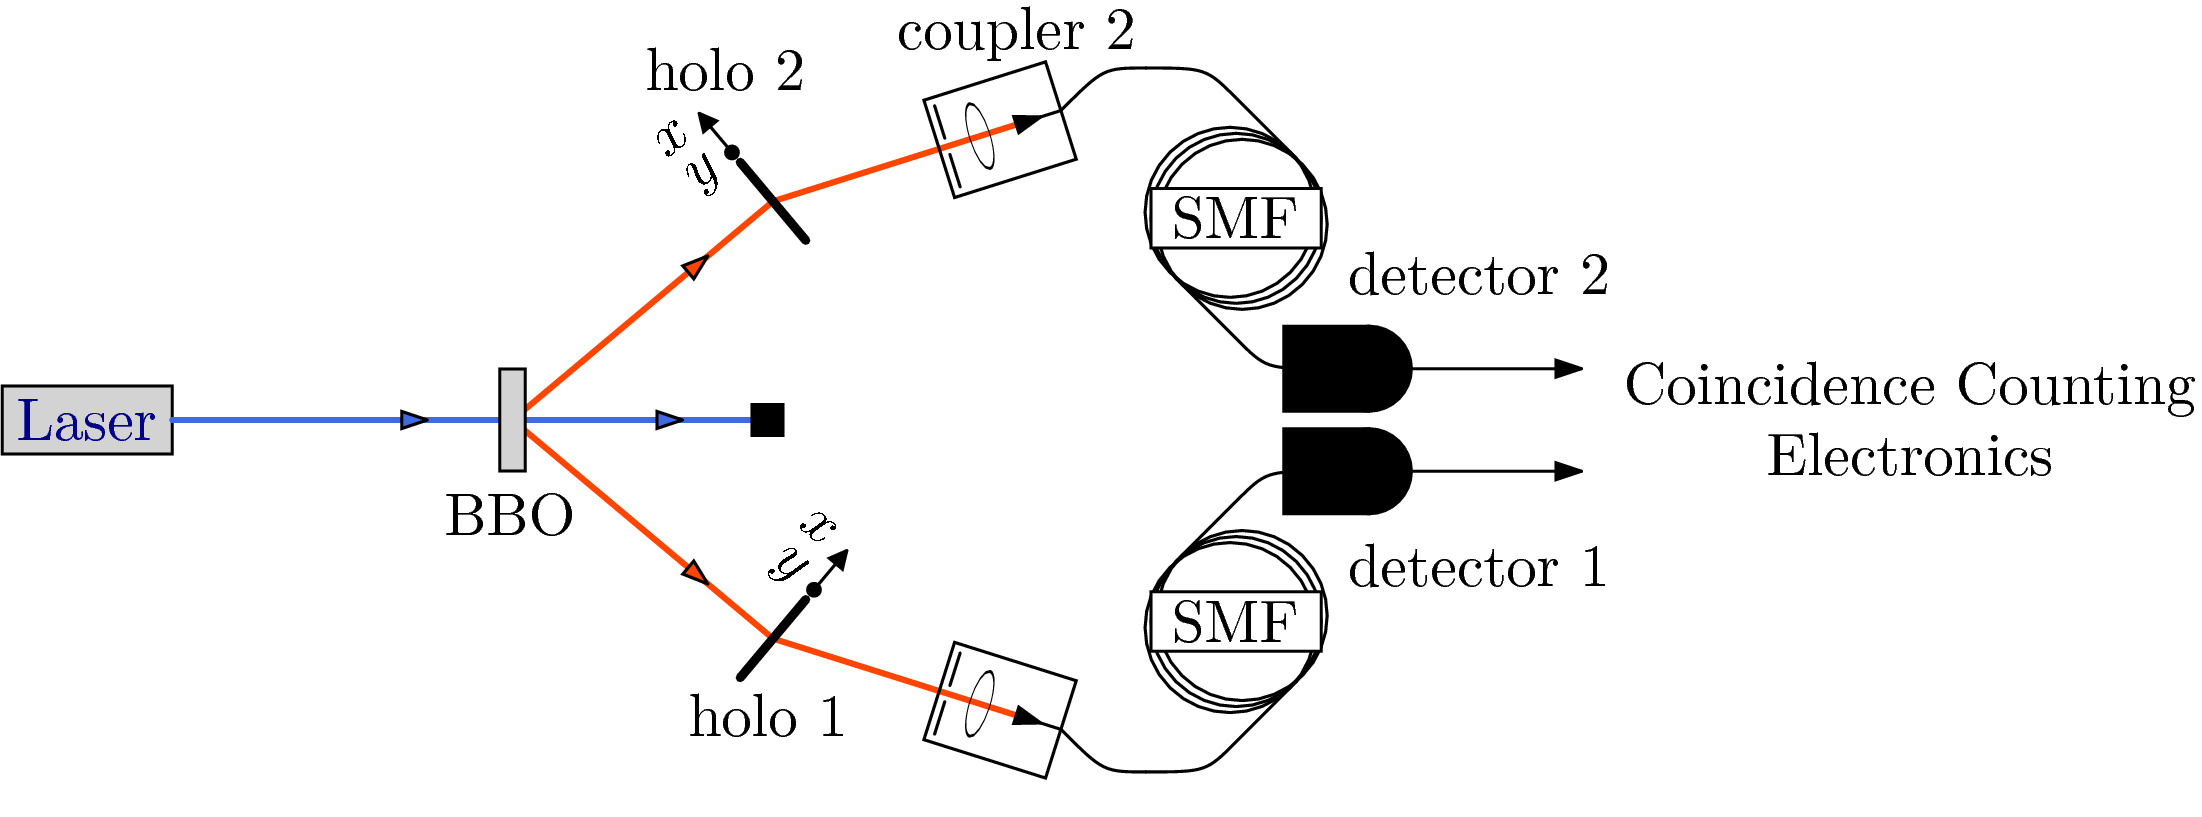 coupler 2
holo 2
x
y
SMF
detector 2
Laser
Coincidence Counting
Electronics
BBO
x
y
detector 1
SMF
holo 1